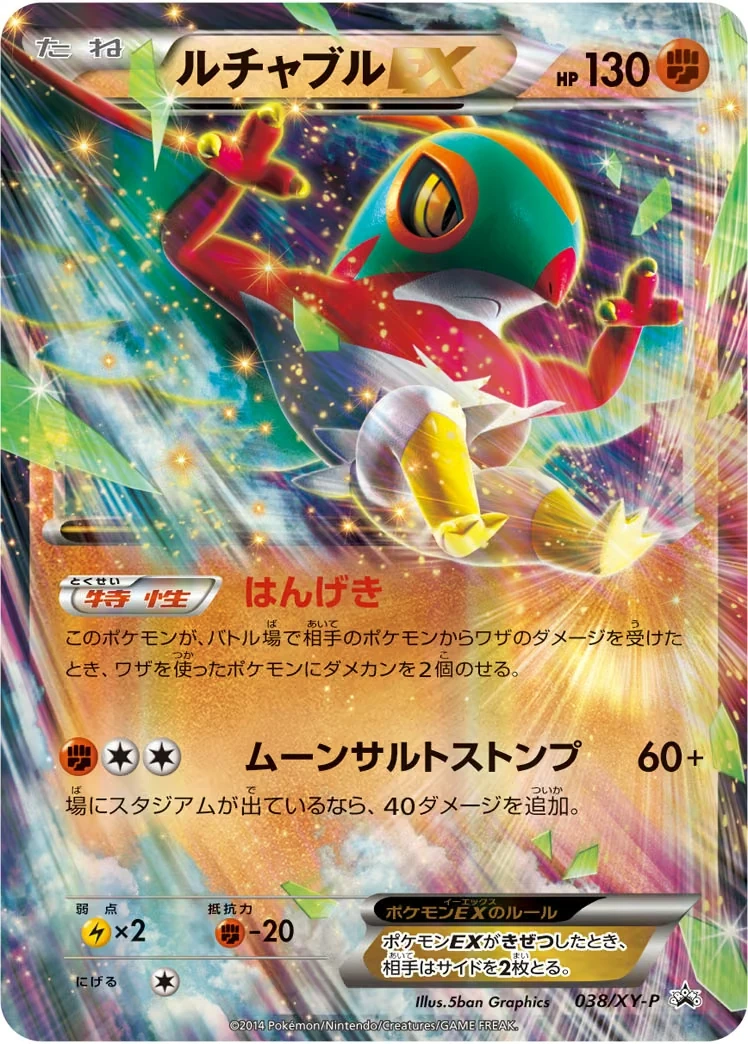 たね ルチャブルEX HP 130
とくせい
特性 はんげき
このポケモンが、バトル場で相手のポケモンからワザのダメージを受けた
とき、ワザを使ったポケモンにダメカンを2個のせる。
ムーンサルトストンプ 60+
場にスタジアムが出ているなら、40ダメージを追加。
弱点 抵抗力
×2 -20
にげる
イーエックス
ポケモンEXのルール
ポケモンEXがきぜつしたとき、
相手はサイドを2枚とる。
Illus.5ban Graphics 038/XY-P
©2014 Pokémon/Nintendo/Creatures/GAME FREAK.